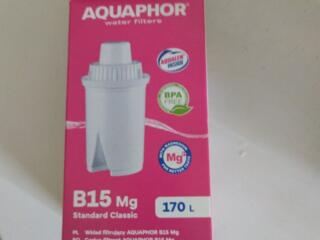 AQUAPHOR®
water filters
AQUALEN
INSIDE
BPA
FREE
Mg
B15 Mg
Standard Classic
170 L
PL Wkład filtrujący AQUAPHOR B15 Mg